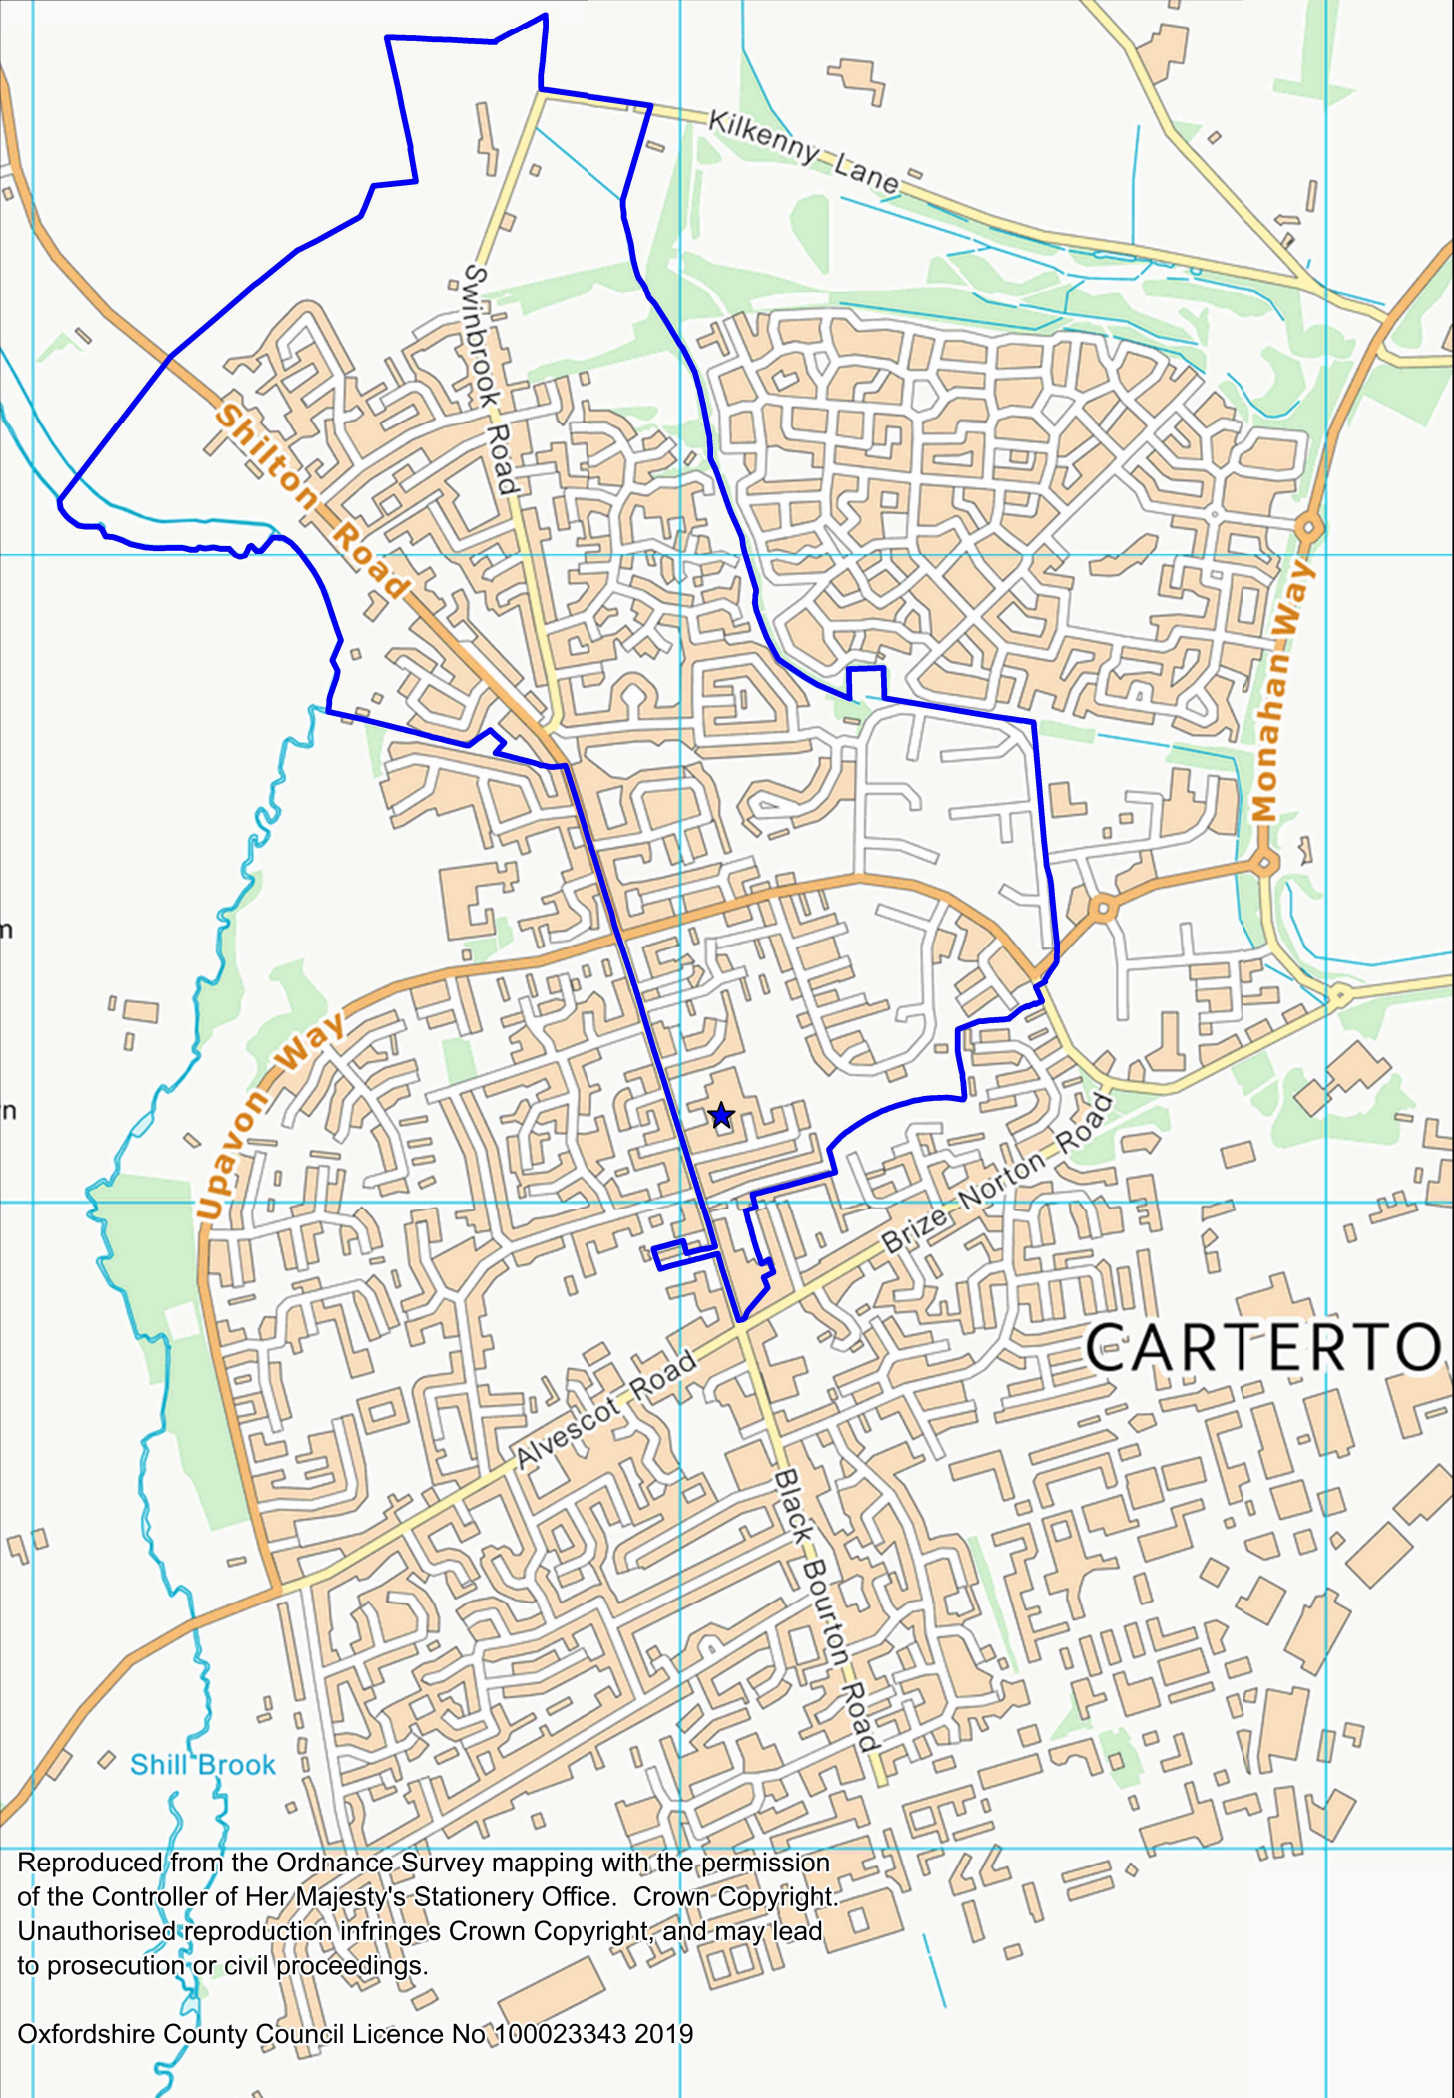 Kilkenny Lane
Swinbrook Road
Shilton Road
Monahan Way
Upavon Way
Brize Norton Road
CARTERTO
Alvescot Road
Black Bourton Road
Shill Brook
Reproduced from the Ordnance Survey mapping with the permission
of the Controller of Her Majesty's Stationery Office. Crown Copyright.
Unauthorised reproduction infringes Crown Copyright, and may lead
to prosecution or civil proceedings.
Oxfordshire County Council Licence No 100023343 2019